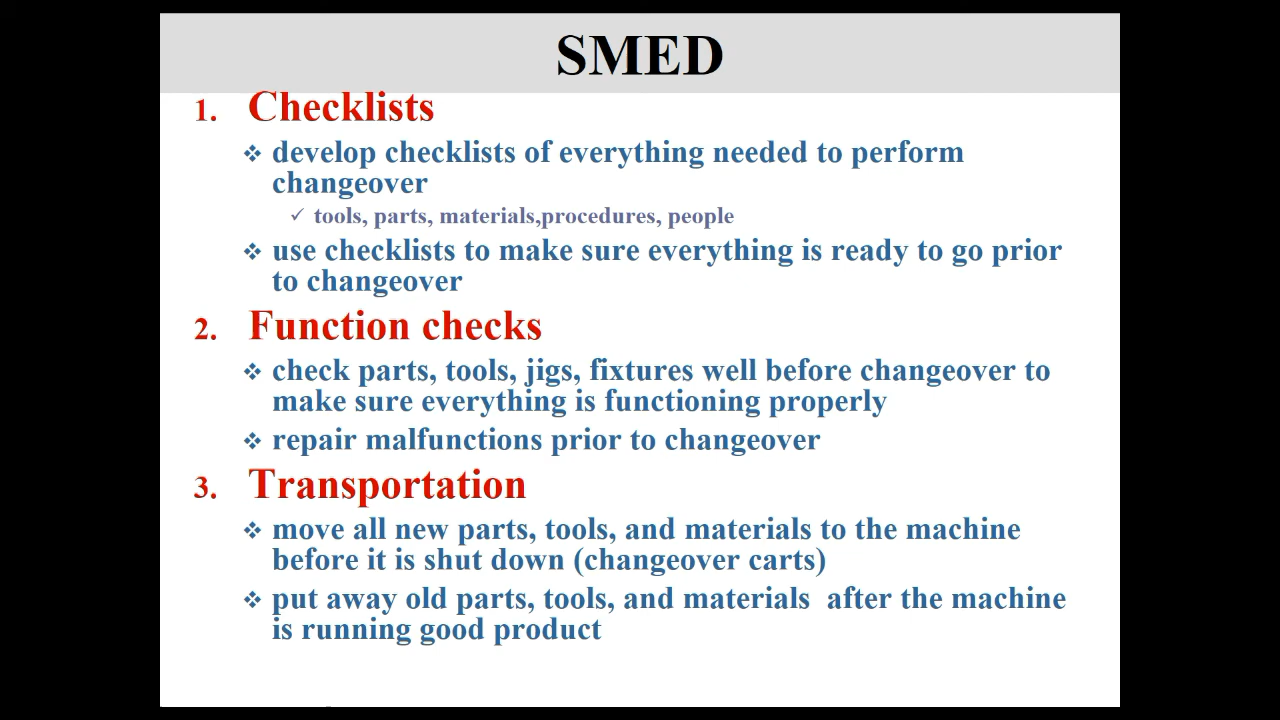 SMED
1. Checklists
❖ develop checklists of everything needed to perform
changeover
✓ tools, parts, materials,procedures, people
❖ use checklists to make sure everything is ready to go prior
to changeover
2. Function checks
❖ check parts, tools, jigs, fixtures well before changeover to
make sure everything is functioning properly
❖ repair malfunctions prior to changeover
3. Transportation
❖ move all new parts, tools, and materials to the machine
before it is shut down (changeover carts)
❖ put away old parts, tools, and materials  after the machine
is running good product